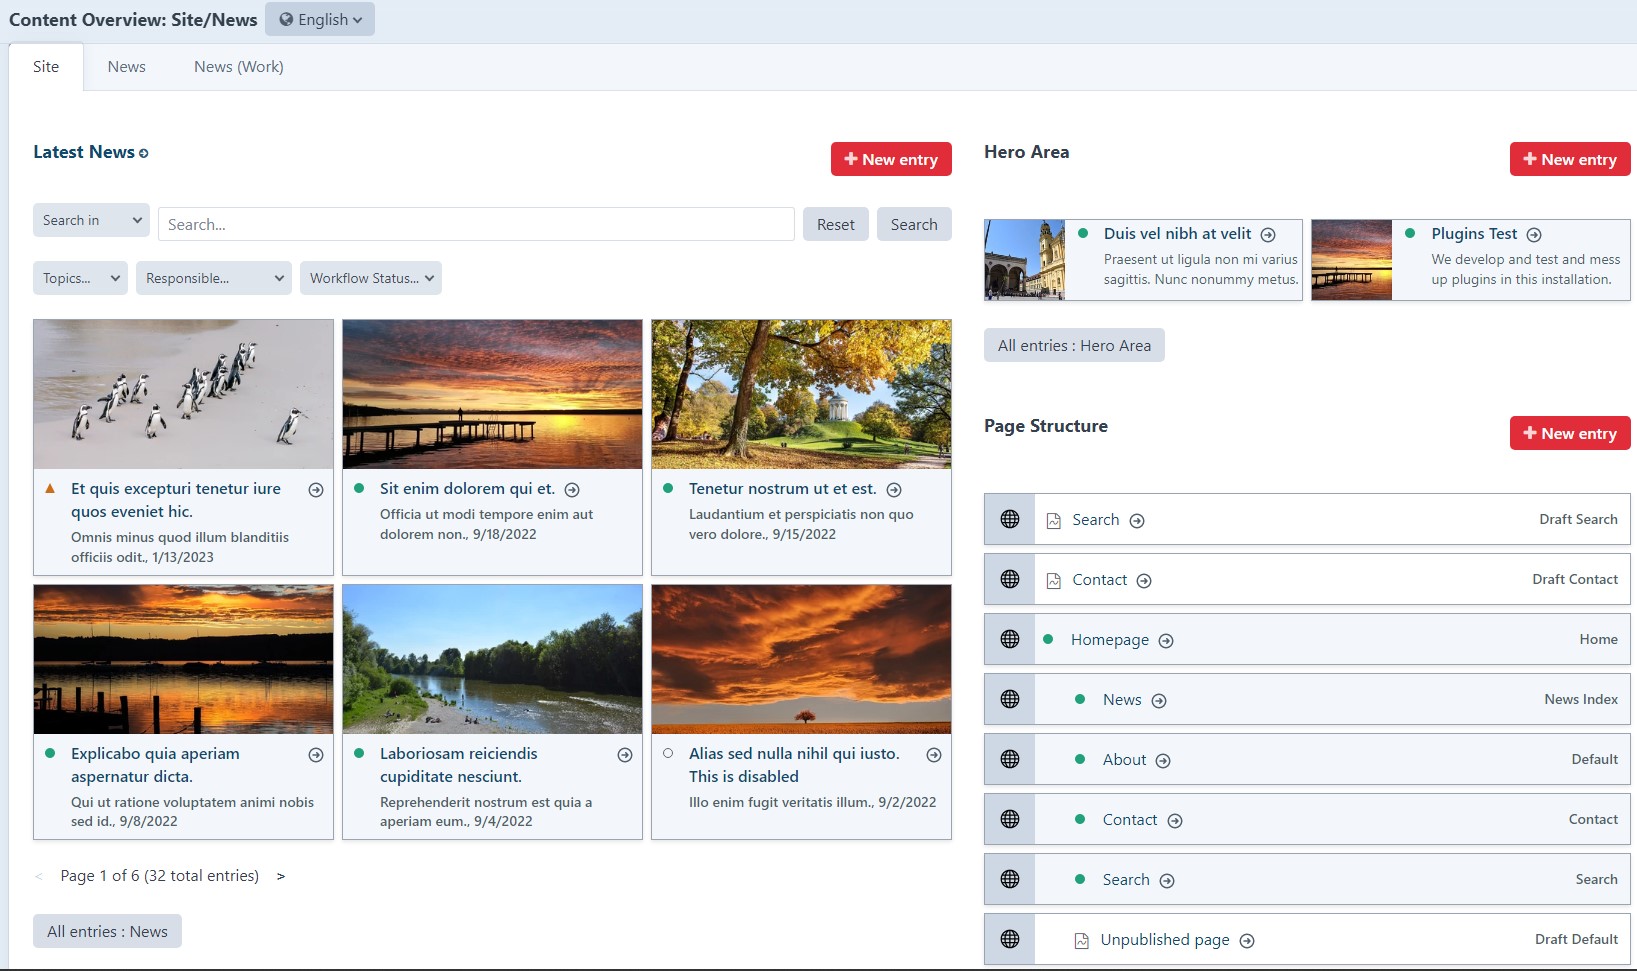 Content Overview: Site/News
English
Site
News
News (Work)
Latest News
New entry
Search in
Search...
Reset
Search
Topics...
Responsible...
Workflow Status...
Et quis excepturi tenetur iure
quos eveniet hic.
Omnis minus quod illum blanditiis
officiis odit., 1/13/2023
Sit enim dolorem qui et.
Officia ut modi tempore enim aut
dolorem non., 9/18/2022
Tenetur nostrum ut et est.
Laudantium et perspiciatis non quo
vero dolore., 9/15/2022
Explicabo quia aperiam
aspernatur dicta.
Qui ut ratione voluptatem animi nobis
sed id., 9/8/2022
Laboriosam reiciendis
cupiditate nesciunt.
Reprehenderit nostrum est quia a
aperiam eum., 9/4/2022
Alias sed nulla nihil qui iusto.
This is disabled
Illo enim fugit veritatis illum., 9/2/2022
< Page 1 of 6 (32 total entries) >
All entries : News
Hero Area
New entry
Duis vel nibh at velit
Praesent ut ligula non mi varius
sagittis. Nunc nonummy metus.
Plugins Test
We develop and test and mess
up plugins in this installation.
All entries : Hero Area
Page Structure
New entry
Search Draft Search
Contact Draft Contact
Homepage Home
News News Index
About Default
Contact Contact
Search Search
Unpublished page Draft Default